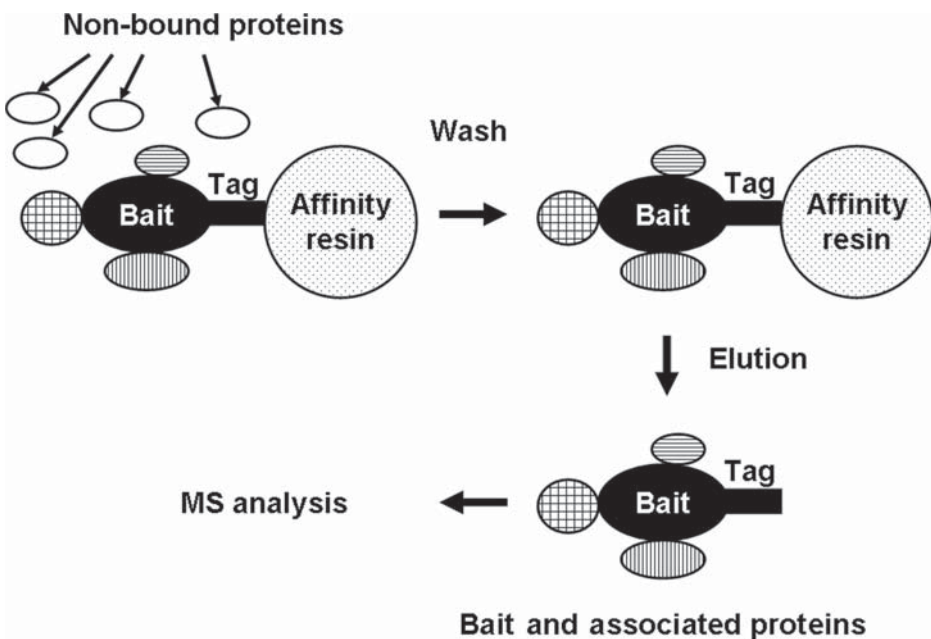 Non-bound proteins
Wash
Tag
Bait
Affinity
resin
Tag
Bait
Affinity
resin
Elution
Tag
Bait
MS analysis
Bait and associated proteins